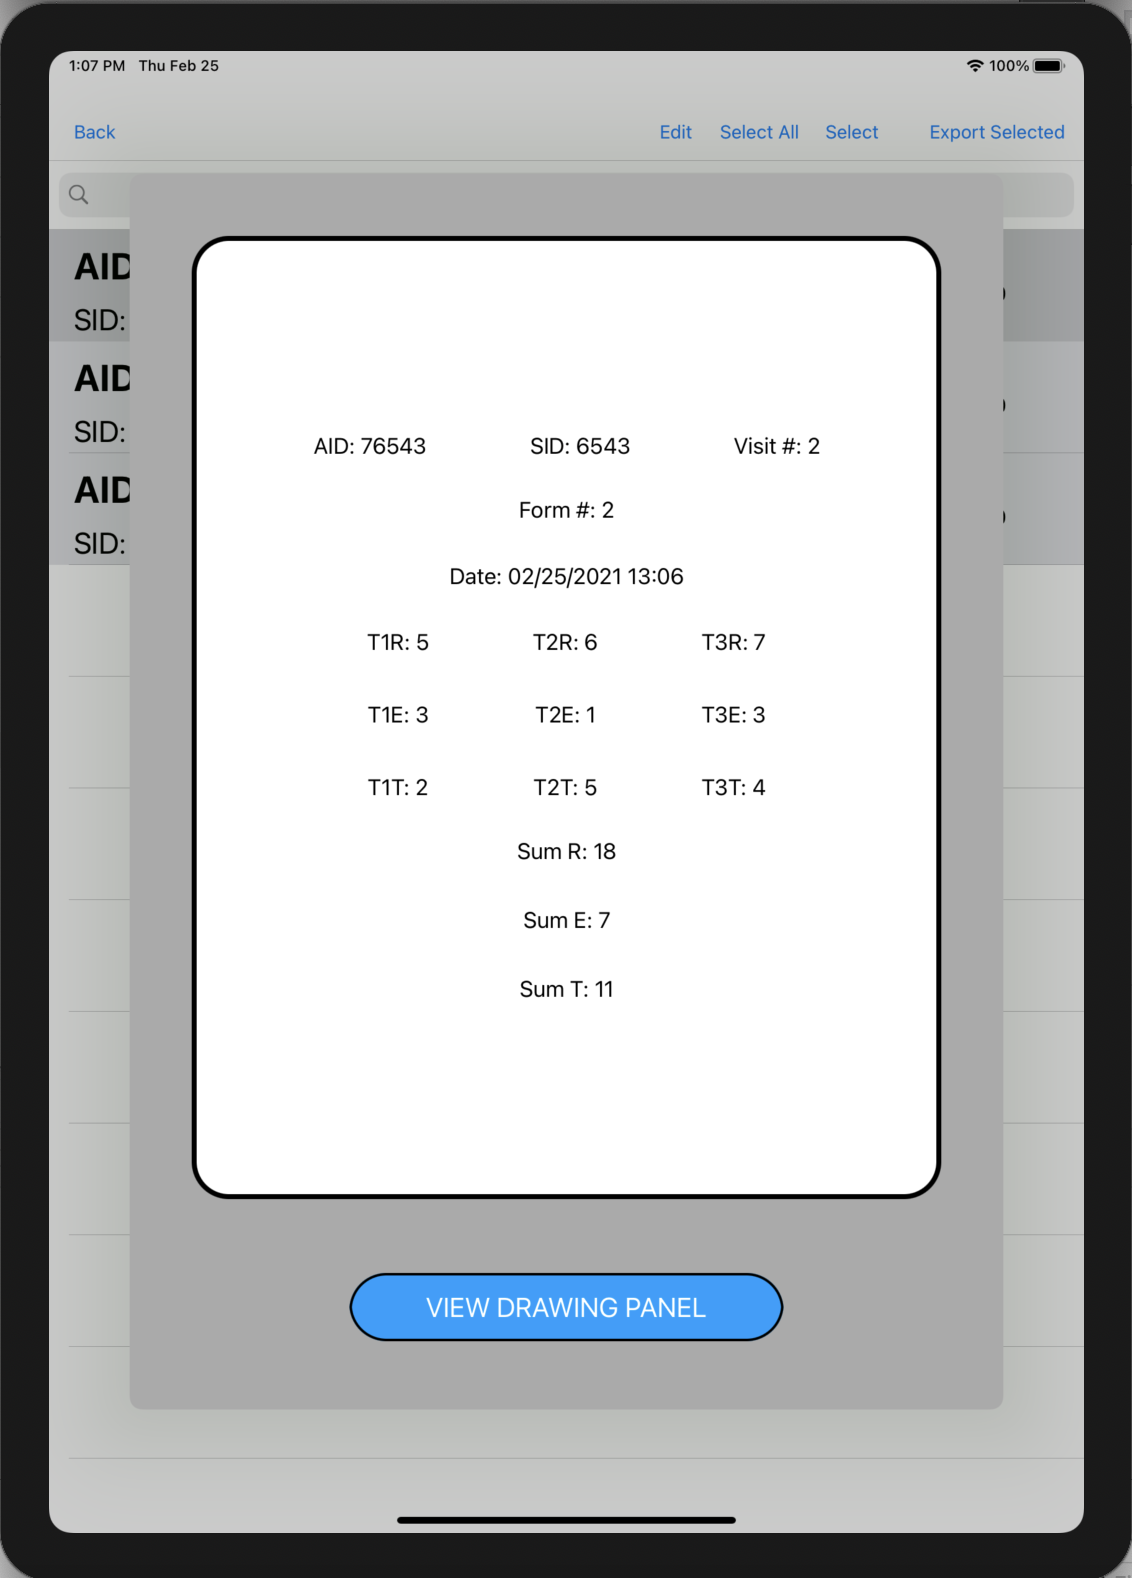 1:07 PM Thu Feb 25 100%
Back Edit Select All Select Export Selected
AID
SID:
AID
SID:
AID
SID:
AID: 76543 SID: 6543 Visit #: 2
Form #: 2
Date: 02/25/2021 13:06
T1R: 5 T2R: 6 T3R: 7
T1E: 3 T2E: 1 T3E: 3
T1T: 2 T2T: 5 T3T: 4
Sum R: 18
Sum E: 7
Sum T: 11
VIEW DRAWING PANEL